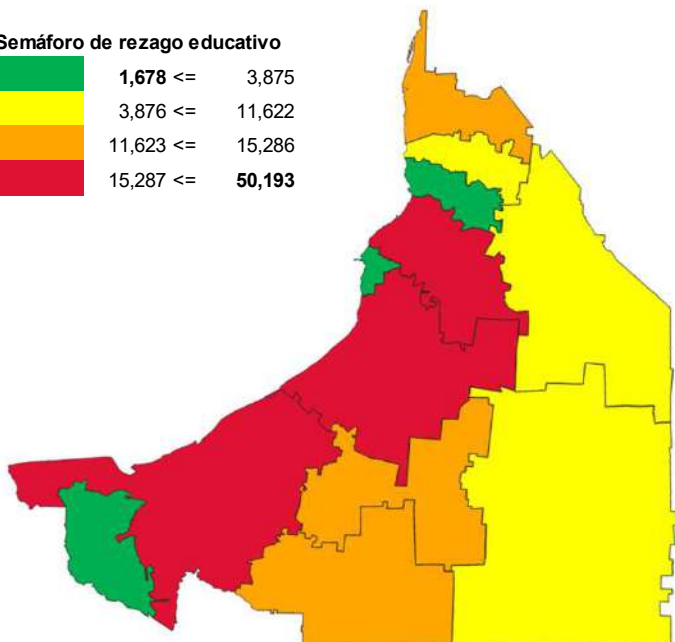 Semáforo de rezago educativo
1,678 <= 3,875
3,876 <= 11,622
11,623 <= 15,286
15,287 <= 50,193